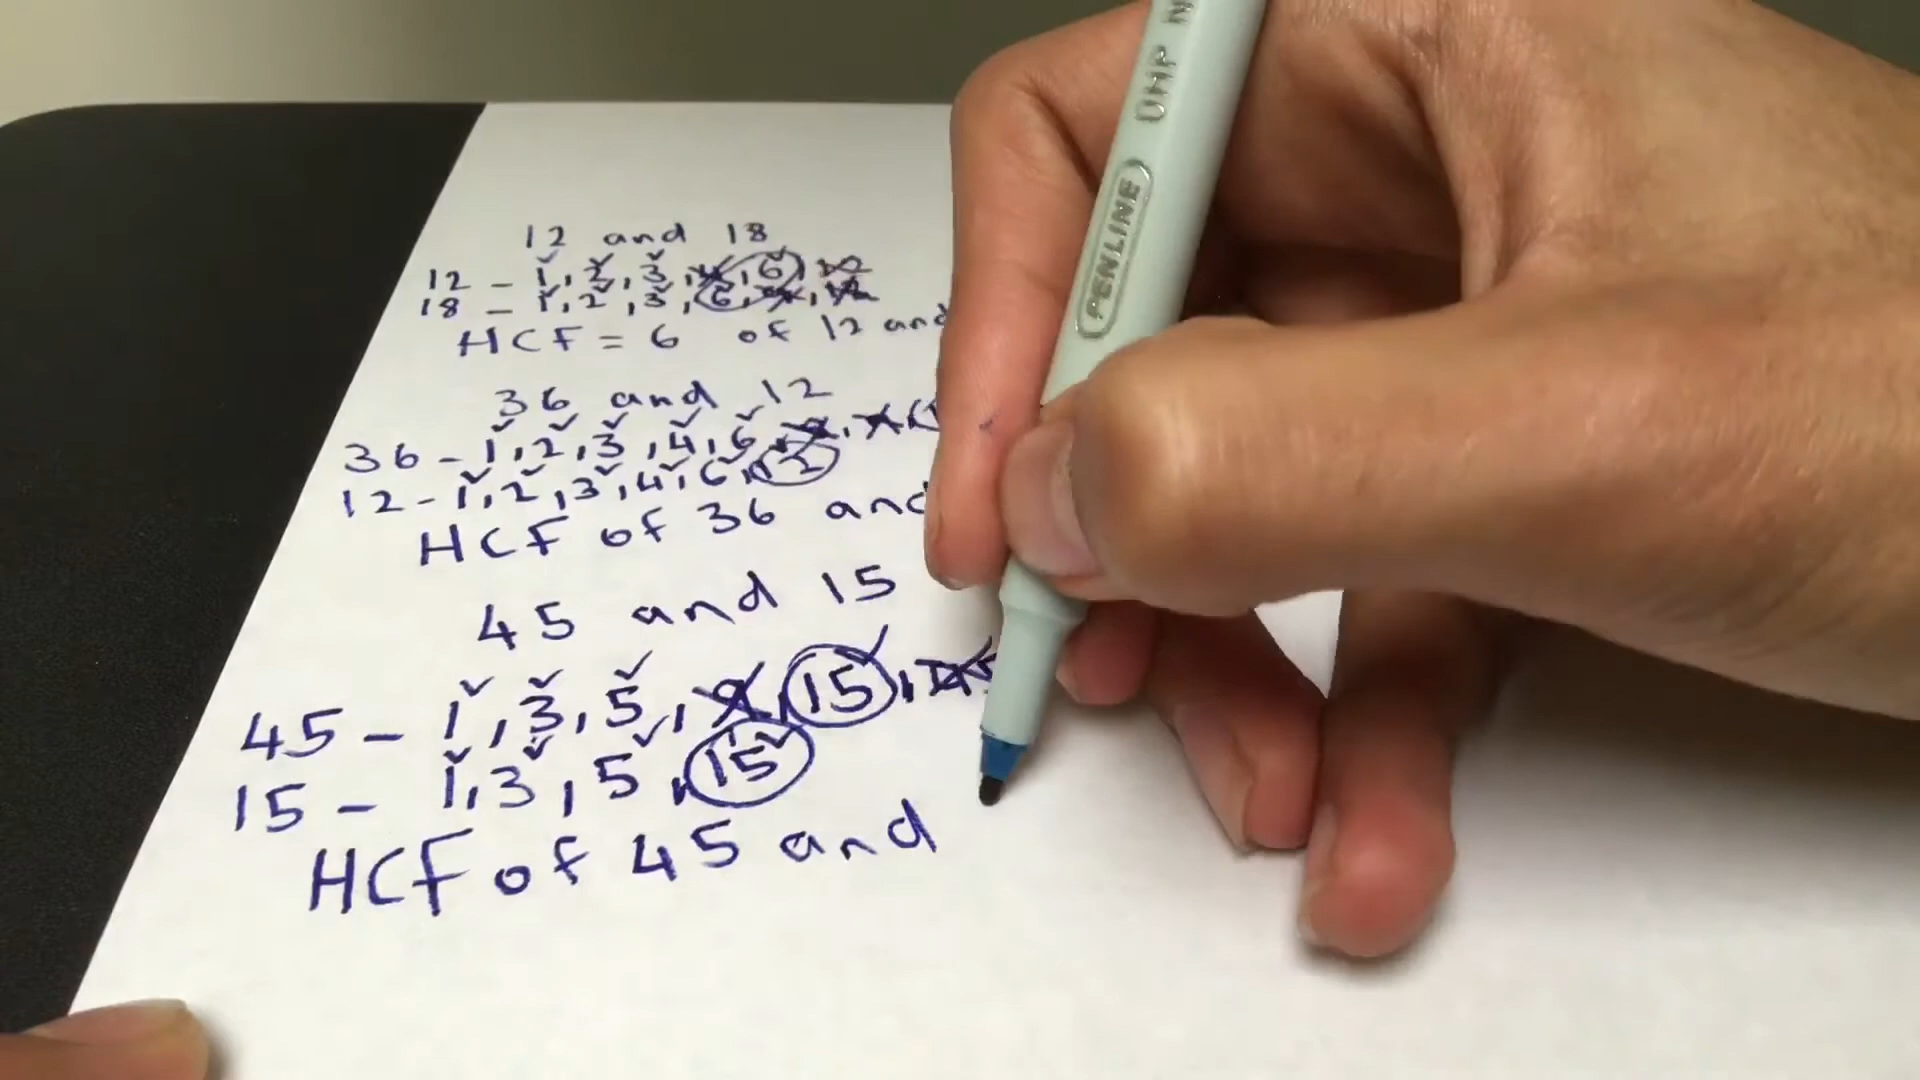 12 and 18
12 - 1, 2, 3, 4, 6, 12
18 - 1, 2, 3, 6, 9, 18
HCF = 6 of 12 and
36 and 12
36 - 1, 2, 3, 4, 6, 9,
12 - 1, 2, 3, 4, 6, 12
HCF of 36 and
45 and 15
45 - 1, 3, 5, 9, 15, 45
15 - 1, 3, 5, 15
HCF of 45 and
PENLINE OHP